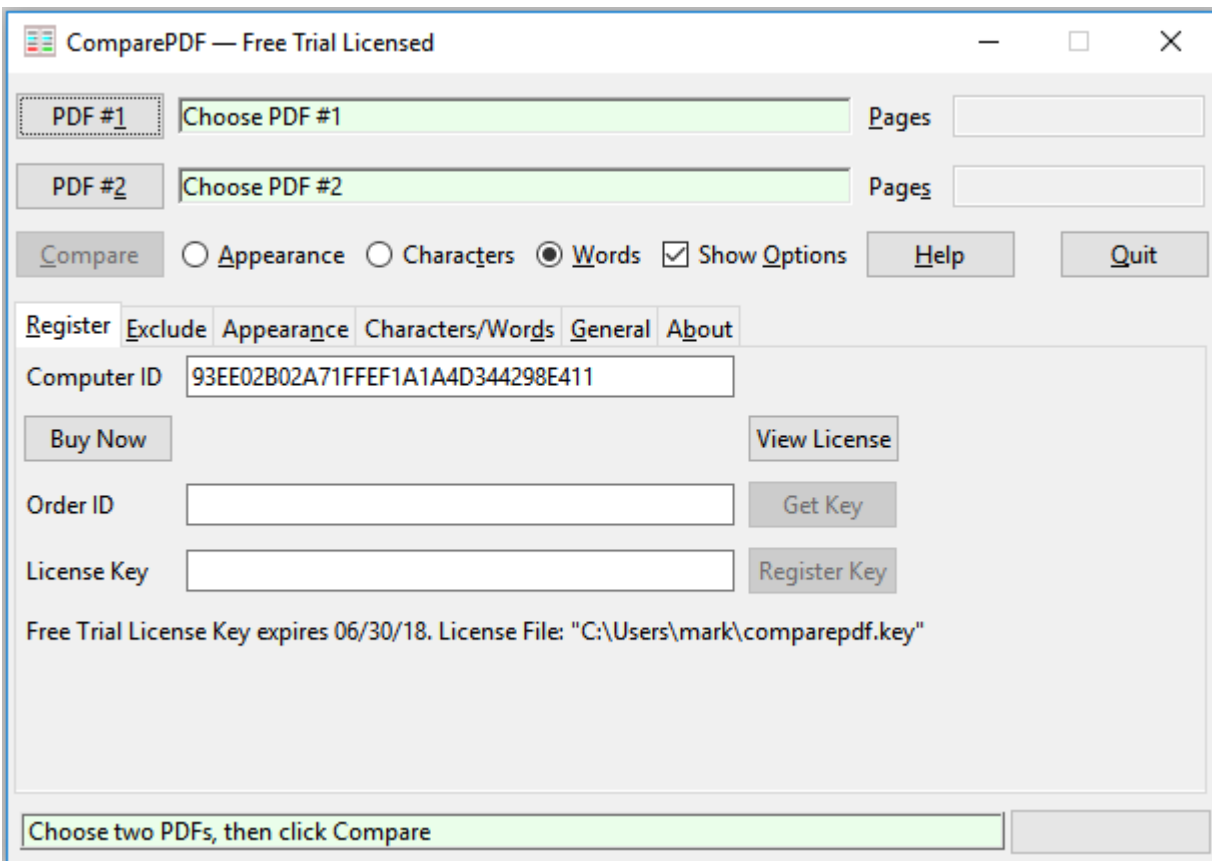 ComparePDF — Free Trial Licensed
PDF #1 Choose PDF #1 Pages
PDF #2 Choose PDF #2 Pages
Compare Appearance Characters Words Show Options Help Quit
Register Exclude Appearance Characters/Words General About
Computer ID 93EE02B02A71FFEF1A1A4D344298E411
Buy Now View License
Order ID Get Key
License Key Register Key
Free Trial License Key expires 06/30/18. License File: "C:\Users\mark\comparepdf.key"
Choose two PDFs, then click Compare